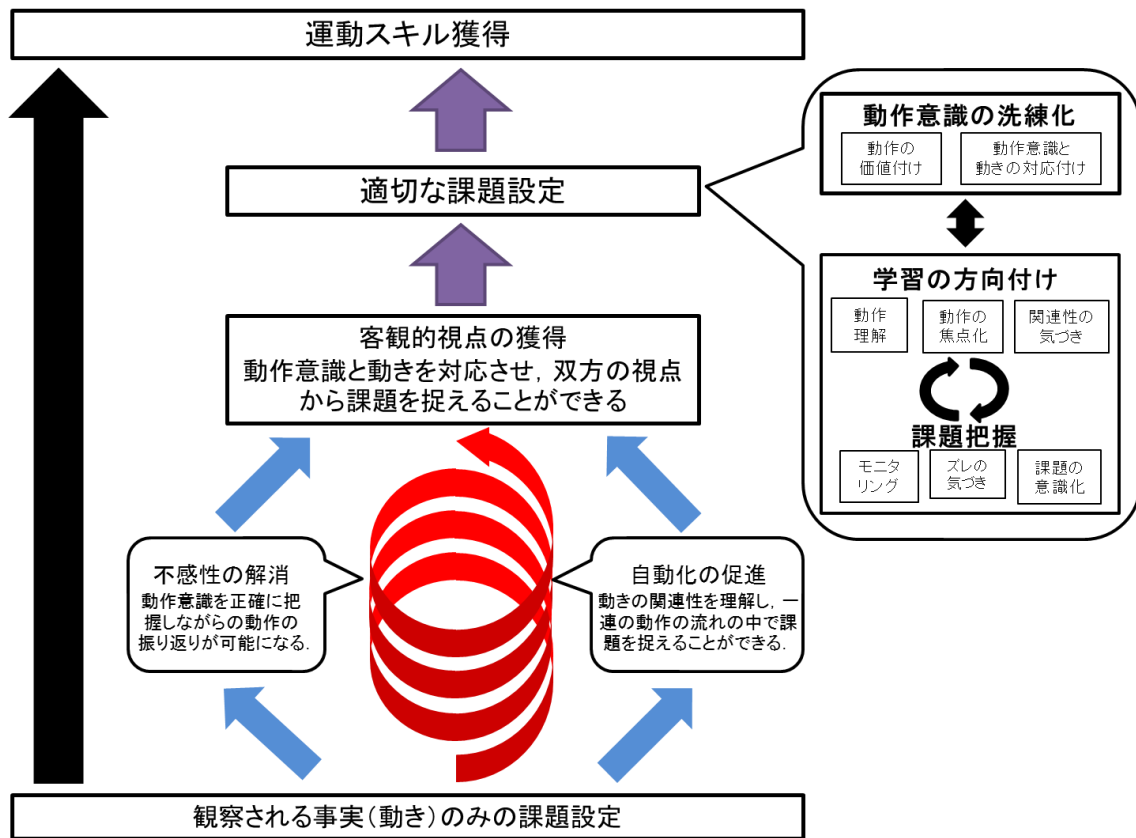 運動スキル獲得
適切な課題設定
客観的視点の獲得
動作意識と動きを対応させ，双方の視点
から課題を捉えることができる
不感性の解消
動作意識を正確に把
握しながらの動作の
振り返りが可能になる．
自動化の促進
動きの関連性を理解し，一
連の動作の流れの中で課
題を捉えることができる．
観察される事実（動き）のみの課題設定
動作意識の洗練化
動作の
価値付け
動作意識と
動きの対応付け
学習の方向付け
動作
理解
動作の
焦点化
関連性の
気づき
課題把握
モニタ
リング
ズレの
気づき
課題の
意識化